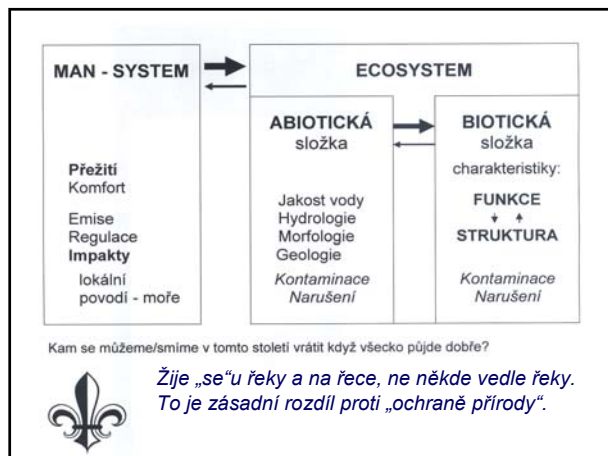 MAN - SYSTEM
Přežití
Komfort
Emise
Regulace
Impakty
lokální
povodí - moře
ECOSYSTEM
ABIOTICKÁ
složka
Jakost vody
Hydrologie
Morfologie
Geologie
Kontaminace
Narušení
BIOTICKÁ
složka
charakteristiky:
FUNKCE
STRUKTURA
Kontaminace
Narušení
Kam se můžeme/smíme v tomto století vrátit když všecko půjde dobře?
Žije „se“u řeky a na řece, ne někde vedle řeky.
To je zásadní rozdíl proti „ochraně přírody“.